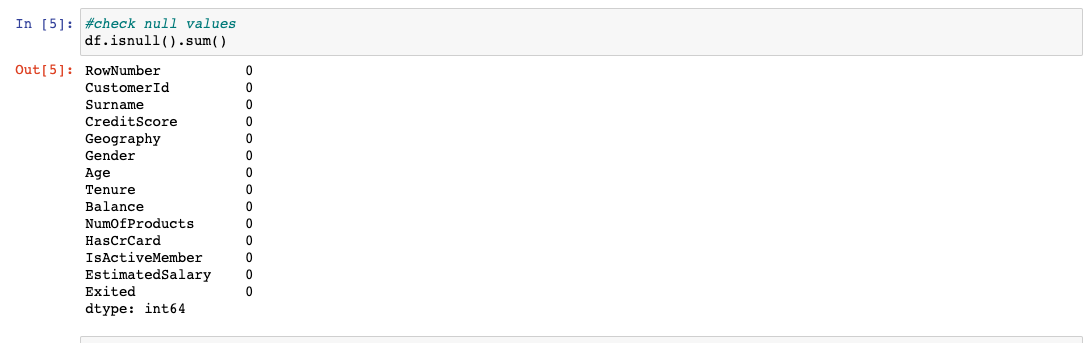 In [5]: #check null values
df.isnull().sum()
Out[5]: RowNumber 0
CustomerId 0
Surname 0
CreditScore 0
Geography 0
Gender 0
Age 0
Tenure 0
Balance 0
NumOfProducts 0
HasCrCard 0
IsActiveMember 0
EstimatedSalary 0
Exited 0
dtype: int64